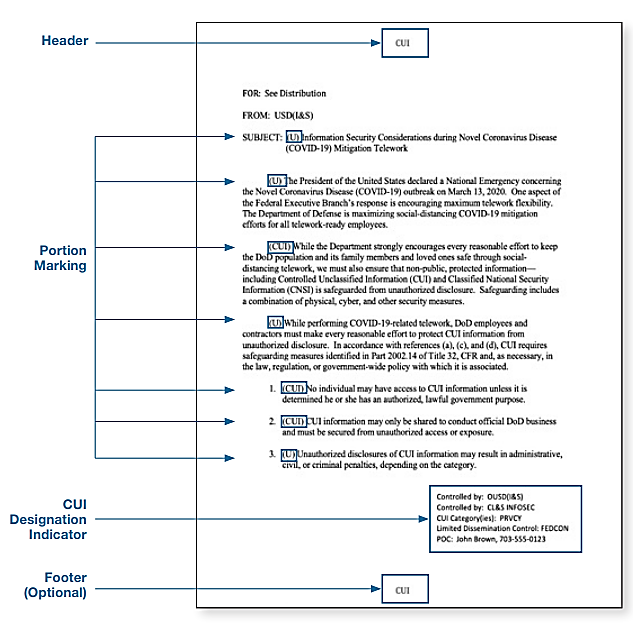 Header
CUI
FOR: See Distribution
FROM: USD(I&S)
SUBJECT: (U) Information Security Considerations during Novel Coronavirus Disease
(COVID-19) Mitigation Telework
(U) The President of the United States declared a National Emergency concerning
the Novel Coronavirus Disease (COVID-19) outbreak on March 13, 2020. One aspect of
the Federal Executive Branch's response is encouraging maximum telework flexibility.
The Department of Defense is maximizing social-distancing COVID-19 mitigation
efforts for all telework-ready employees.
Portion
Marking
(CUI) While the Department strongly encourages every reasonable effort to keep
the DoD population and its family members and loved ones safe through social-
distancing telework, we must also ensure that non-public, protected information—
including Controlled Unclassified Information (CUI) and Classified National Security
Information (CNSI) is safeguarded from unauthorized disclosure. Safeguarding includes
a combination of physical, cyber, and other security measures.
(U) While performing COVID-19-related telework, DoD employees and
contractors must make every reasonable effort to protect CUI information from
unauthorized disclosure. In accordance with references (a), (c), and (d), CUI requires
safeguarding measures identified in Part 2002.14 of Title 32, CFR and, as necessary, in
the law, regulation, or government-wide policy with which it is associated.
1. (CUI) No individual may have access to CUI information unless it is
determined he or she has an authorized, lawful government purpose.
2. (CUI) CUI information may only be shared to conduct official DoD business
and must be secured from unauthorized access or exposure.
3. (U) Unauthorized disclosures of CUI information may result in administrative,
civil, or criminal penalties, depending on the category.
CUI
Designation
Indicator
Controlled by: OUSD(I&S)
Controlled by: CL&S INFOSEC
CUI Category(ies): PRVCY
Limited Dissemination Control: FEDCON
POC: John Brown, 703-555-0123
Footer
(Optional)
CUI